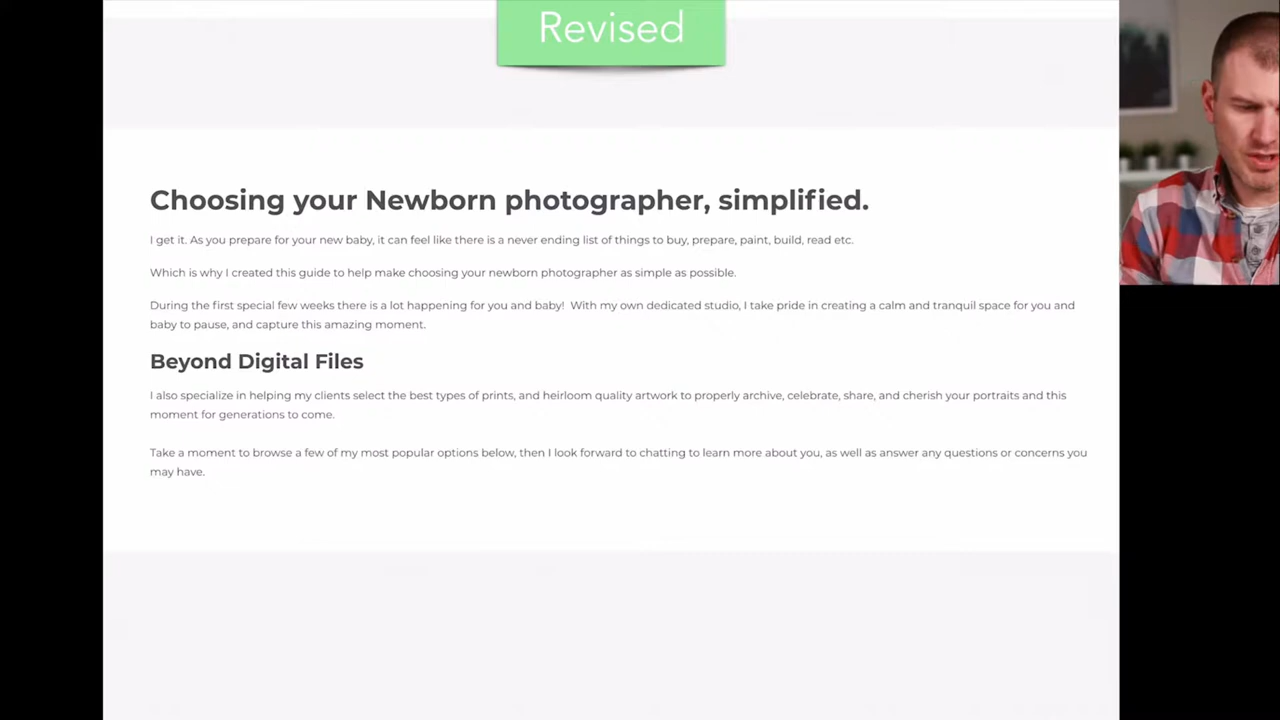 Revised
Choosing your Newborn photographer, simplified.
I get it. As you prepare for your new baby, it can feel like there is a never ending list of things to buy, prepare, paint, build, read etc.
Which is why I created this guide to help make choosing your newborn photographer as simple as possible.
During the first special few weeks there is a lot happening for you and baby!  With my own dedicated studio, I take pride in creating a calm and tranquil space for you and
baby to pause, and capture this amazing moment.
Beyond Digital Files
I also specialize in helping my clients select the best types of prints, and heirloom quality artwork to properly archive, celebrate, share, and cherish your portraits and this
moment for generations to come.
Take a moment to browse a few of my most popular options below, then I look forward to chatting to learn more about you, as well as answer any questions or concerns you
may have.